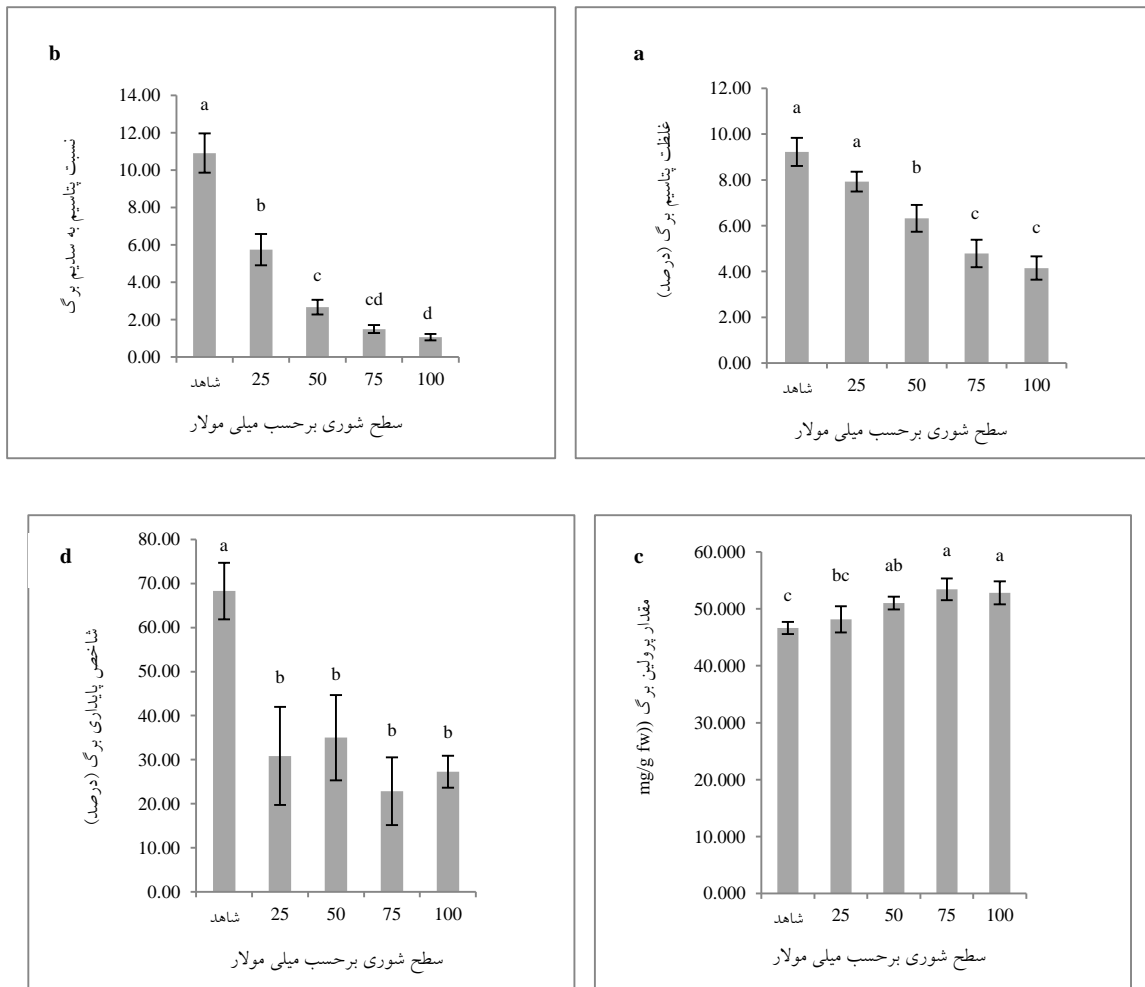 a
غلظت پتاسیم برگ (درصد)
12.00
10.00
8.00
6.00
4.00
2.00
0.00
a
a
b
c
c
شاهد 25 50 75 100
سطح شوری برحسب میلی مولار
b
نسبت پتاسیم به سدیم برگ
14.00
12.00
10.00
8.00
6.00
4.00
2.00
0.00
a
b
c
cd
d
شاهد 25 50 75 100
سطح شوری برحسب میلی مولار
c
مقدار پرولین برگ ((mg/g fw
60.000
50.000
40.000
30.000
20.000
10.000
0.000
c
bc
ab
a
a
شاهد 25 50 75 100
سطح شوری برحسب میلی مولار
d
شاخص پایداری برگ (درصد)
80.00
70.00
60.00
50.00
40.00
30.00
20.00
10.00
0.00
a
b
b
b
b
شاهد 25 50 75 100
سطح شوری برحسب میلی مولار